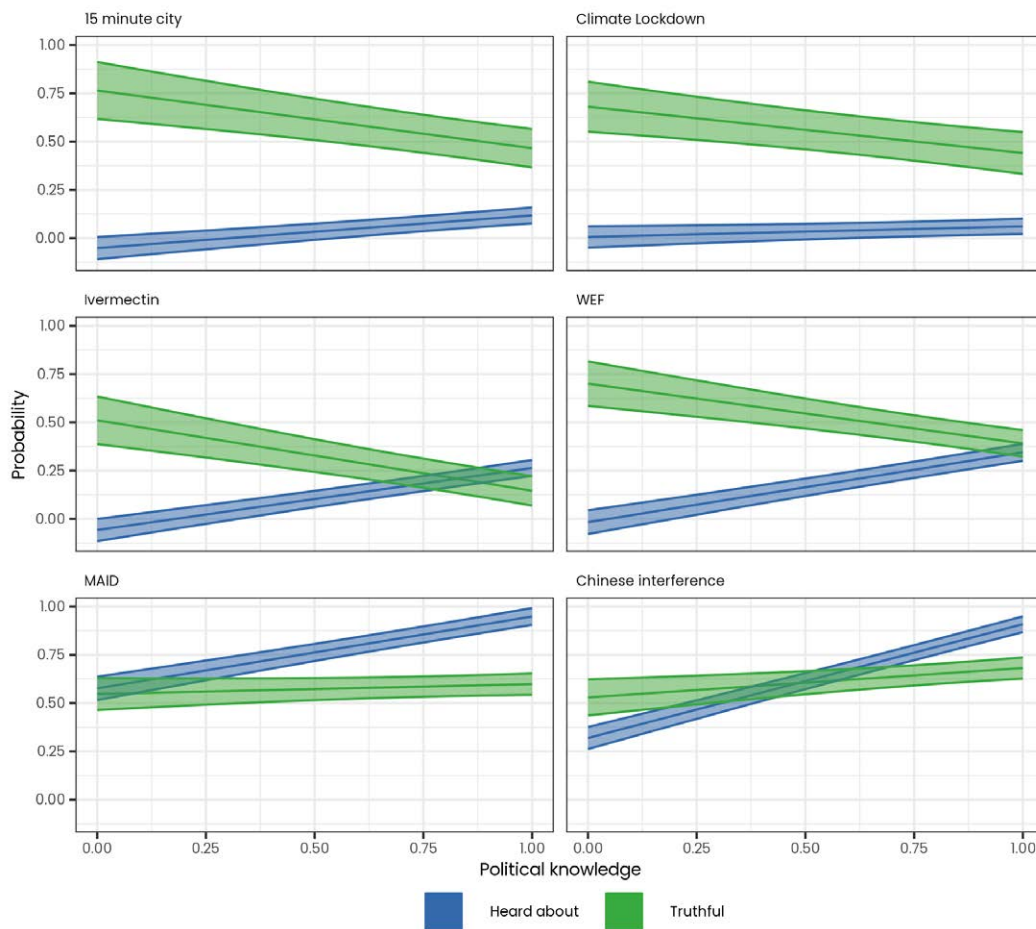 15 minute city
Climate Lockdown
1.00
0.75
0.50
0.25
0.00
Ivermectin
WEF
1.00
0.75
0.50
0.25
0.00
Probability
MAID
Chinese interference
1.00
0.75
0.50
0.25
0.00
0.00 0.25 0.50 0.75 1.00 0.00 0.25 0.50 0.75 1.00
Political knowledge
Heard about Truthful